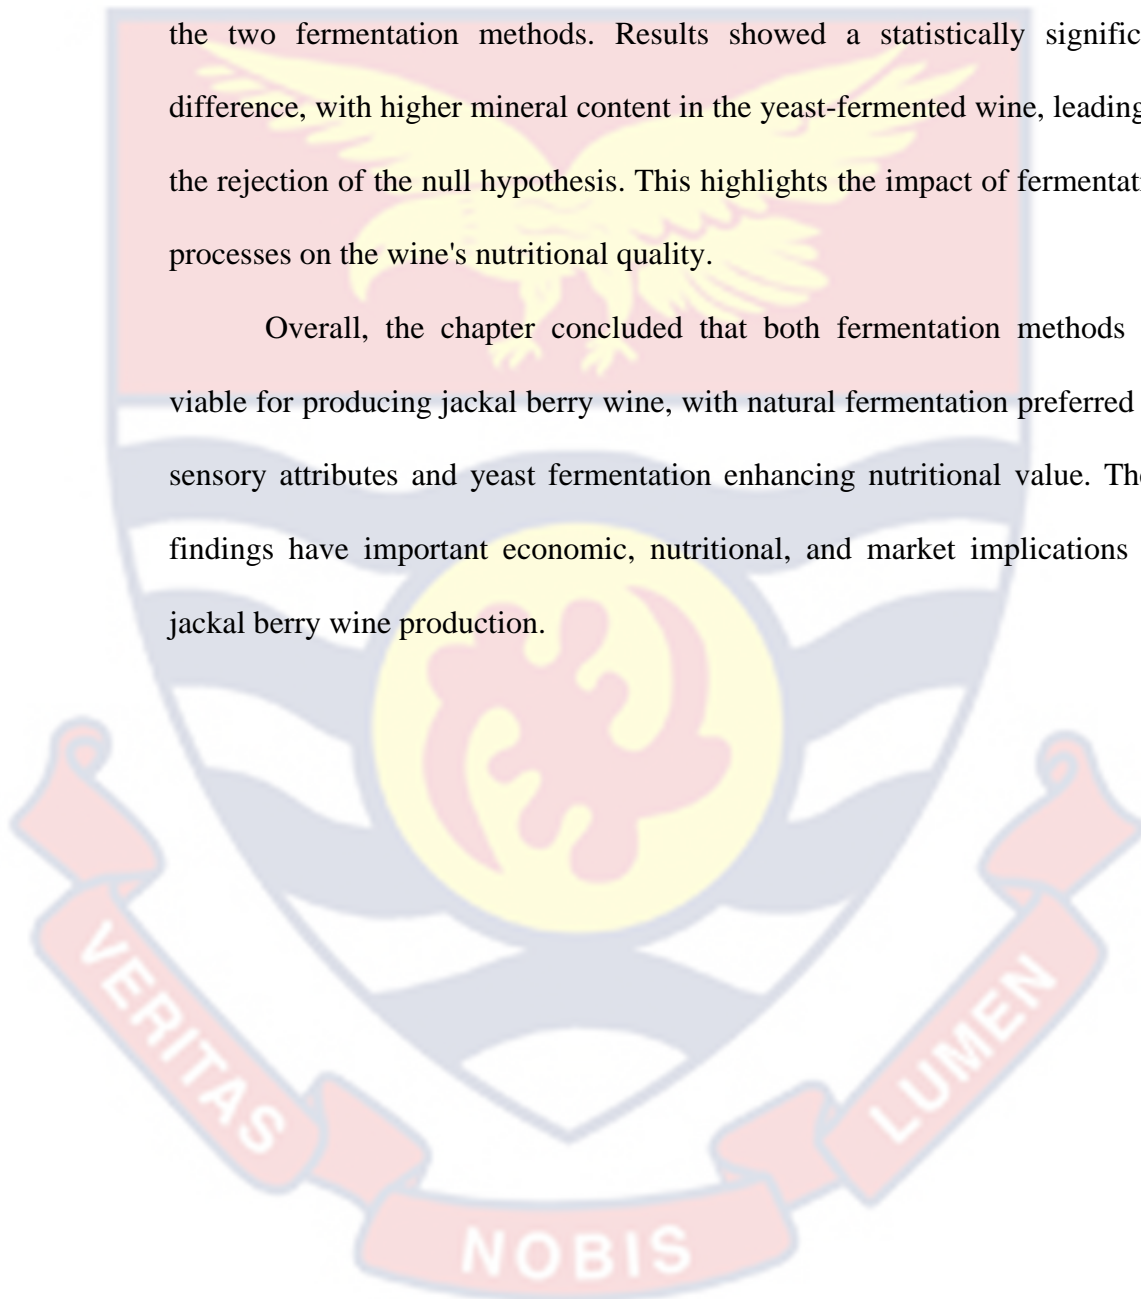 the two fermentation methods. Results showed a statistically signific
difference, with higher mineral content in the yeast-fermented wine, leading
the rejection of the null hypothesis. This highlights the impact of fermentati
processes on the wine's nutritional quality.
Overall, the chapter concluded that both fermentation methods
viable for producing jackal berry wine, with natural fermentation preferred
sensory attributes and yeast fermentation enhancing nutritional value. The
findings have important economic, nutritional, and market implications
jackal berry wine production.
VERITAS
NOBIS
LUMEN